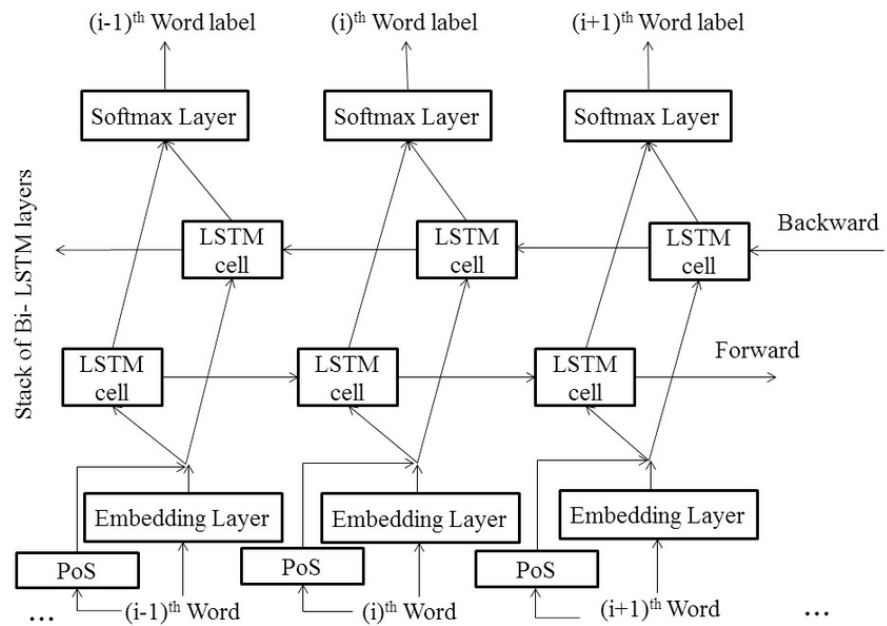 (i-1)th Word label
(i)th Word label
(i+1)th Word label
Softmax Layer
Softmax Layer
Softmax Layer
Stack of Bi- LSTM layers
LSTM
cell
LSTM
cell
LSTM
cell
Backward
LSTM
cell
LSTM
cell
LSTM
cell
Forward
Embedding Layer
Embedding Layer
Embedding Layer
PoS
PoS
PoS
...
(i-1)th Word
(i)th Word
(i+1)th Word
...